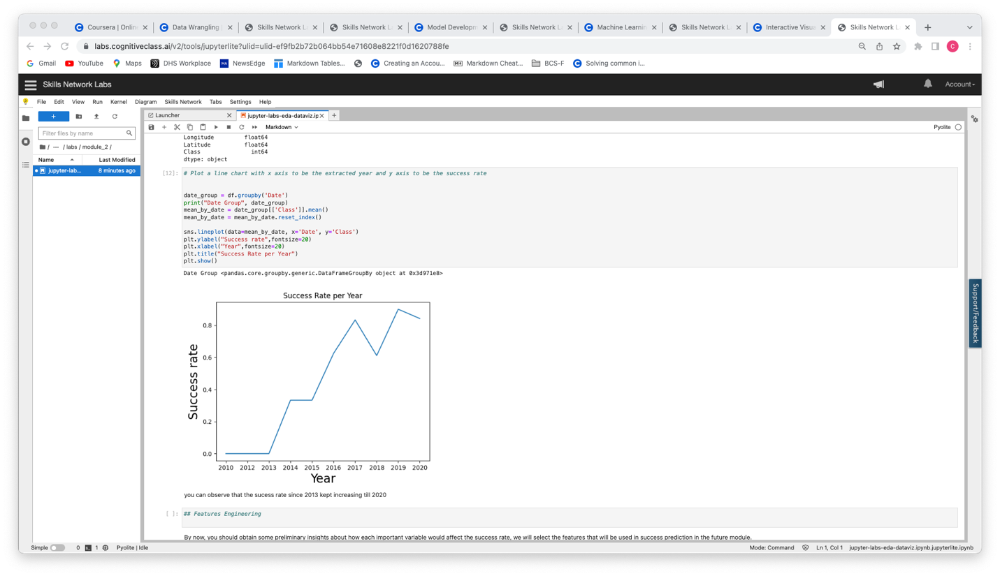 Coursera | Onlin
Data Wrangling |
Skills Network L
Skills Network L
Model Developm
Skills Network L
Machine Learnin
Skills Network L
Interactive Visua
Skills Network L
labs.cognitiveclass.ai/v2/tools/jupyterlite?ulid=ulid-ef9fb2b72b064bb54e71608e8221f0d1620788fe
C
Gmail
YouTube
Maps
DHS Workplace
NewsEdge
Markdown Tables...
Creating an Accou...
Markdown Cheat...
BCS-F
Solving common i...
Skills Network Labs
Account
File Edit View Run Kernel Diagram Skills Network Tabs Settings Help
Launcher
jupyter-labs-eda-dataviz.ip
Markdown
Pyolite
Filter files by name
/ ··· / labs / module_2 /
Name Last Modified
jupyter-lab... 8 minutes ago
Longitude float64
Latitude float64
Class int64
dtype: object
[12]: # Plot a line chart with x axis to be the extracted year and y axis to be the success rate
date_group = df.groupby('Date')
print("Date Group", date_group)
mean_by_date = date_group[['Class']].mean()
mean_by_date = mean_by_date.reset_index()
sns.lineplot(data=mean_by_date, x='Date', y='Class')
plt.ylabel("Success rate",fontsize=20)
plt.xlabel("Year",fontsize=20)
plt.title("Success Rate per Year")
plt.show()
Date Group <pandas.core.groupby.generic.DataFrameGroupBy object at 0x3d971e8>
Success Rate per Year
Success rate
0.8
0.6
0.4
0.2
0.0
2010 2012 2013 2014 2015 2016 2017 2018 2019 2020
Year
you can observe that the sucess rate since 2013 kept increasing till 2020
[ ]: ## Features Engineering
By now, you should obtain some preliminary insights about how each important variable would affect the success rate, we will select the features that will be used in success prediction in the future module.
Support/Feedback
Simple 0 1 Pyolite | Idle
Mode: Command Ln 1, Col 1 jupyter-labs-eda-dataviz.ipynb.jupyterlite.ipynb